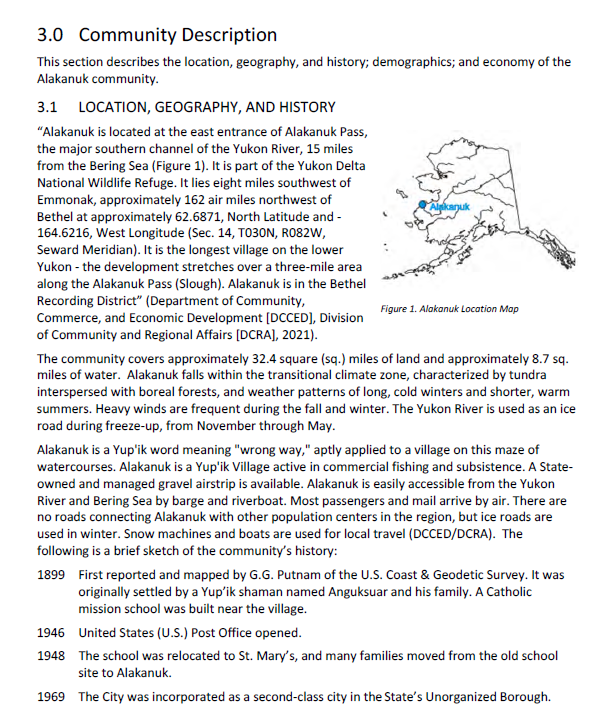 3.0 Community Description
This section describes the location, geography, and history; demographics; and economy of the
Alakanuk community.
3.1 LOCATION, GEOGRAPHY, AND HISTORY
“Alakanuk is located at the east entrance of Alakanuk Pass,
the major southern channel of the Yukon River, 15 miles
from the Bering Sea (Figure 1). It is part of the Yukon Delta
National Wildlife Refuge. It lies eight miles southwest of
Emmonak, approximately 162 air miles northwest of
Bethel at approximately 62.6871, North Latitude and -
164.6216, West Longitude (Sec. 14, T030N, R082W,
Seward Meridian). It is the longest village on the lower
Yukon - the development stretches over a three-mile area
along the Alakanuk Pass (Slough). Alakanuk is in the Bethel
Recording District” (Department of Community,
Commerce, and Economic Development [DCCED], Division
of Community and Regional Affairs [DCRA], 2021).
Alakanuk
Figure 1. Alakanuk Location Map
The community covers approximately 32.4 square (sq.) miles of land and approximately 8.7 sq.
miles of water. Alakanuk falls within the transitional climate zone, characterized by tundra
interspersed with boreal forests, and weather patterns of long, cold winters and shorter, warm
summers. Heavy winds are frequent during the fall and winter. The Yukon River is used as an ice
road during freeze-up, from November through May.
Alakanuk is a Yup'ik word meaning "wrong way," aptly applied to a village on this maze of
watercourses. Alakanuk is a Yup'ik Village active in commercial fishing and subsistence. A State-
owned and managed gravel airstrip is available. Alakanuk is easily accessible from the Yukon
River and Bering Sea by barge and riverboat. Most passengers and mail arrive by air. There are
no roads connecting Alakanuk with other population centers in the region, but ice roads are
used in winter. Snow machines and boats are used for local travel (DCCED/DCRA). The
following is a brief sketch of the community’s history:
1899 First reported and mapped by G.G. Putnam of the U.S. Coast & Geodetic Survey. It was
originally settled by a Yup’ik shaman named Anguksuar and his family. A Catholic
mission school was built near the village.
1946 United States (U.S.) Post Office opened.
1948 The school was relocated to St. Mary’s, and many families moved from the old school
site to Alakanuk.
1969 The City was incorporated as a second-class city in the State’s Unorganized Borough.